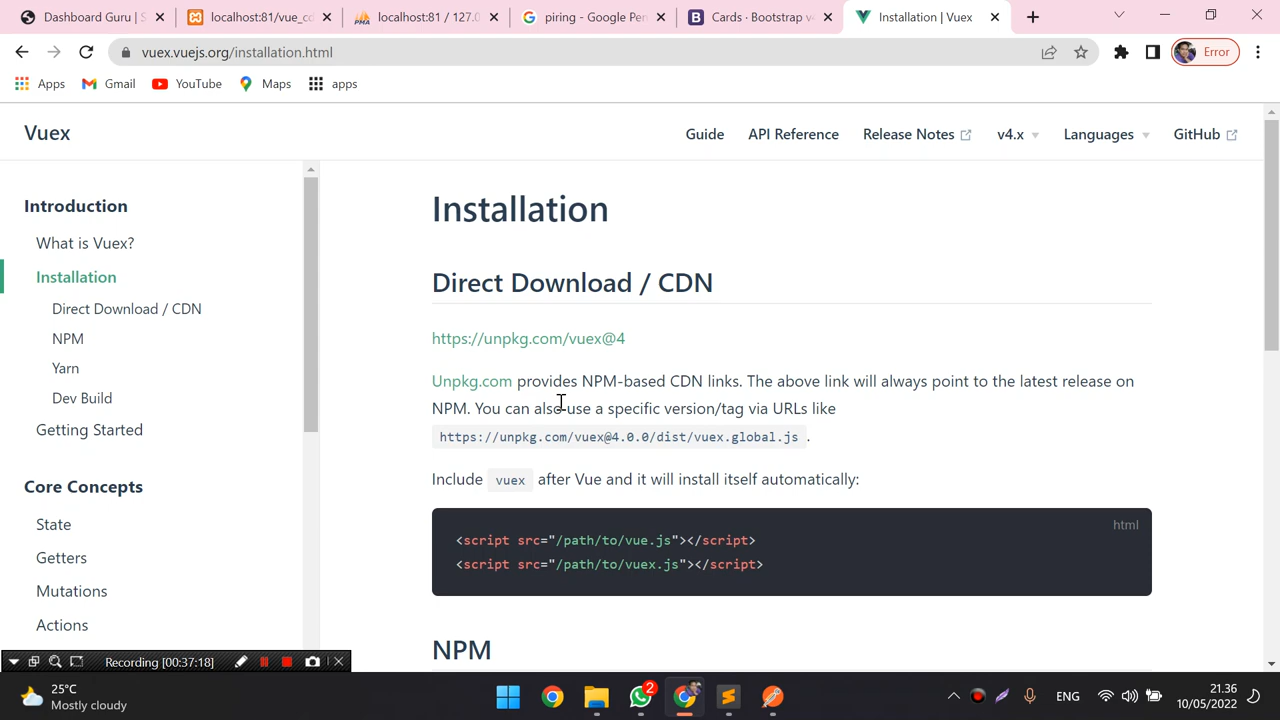 Dashboard Guru | S
localhost:81/vue_cd
localhost:81 / 127.0
piring - Google Pen
Cards · Bootstrap v4
Installation | Vuex
vuex.vuejs.org/installation.html
Error
Apps
Gmail
YouTube
Maps
apps
Vuex
Guide
API Reference
Release Notes
v4.x
Languages
GitHub
Introduction
What is Vuex?
Installation
Direct Download / CDN
NPM
Yarn
Dev Build
Getting Started
Core Concepts
State
Getters
Mutations
Actions
Installation
Direct Download / CDN
https://unpkg.com/vuex@4
Unpkg.com provides NPM-based CDN links. The above link will always point to the latest release on
NPM. You can also use a specific version/tag via URLs like
https://unpkg.com/vuex@4.0.0/dist/vuex.global.js .
Include vuex after Vue and it will install itself automatically:
html
<script src="/path/to/vue.js"></script>
<script src="/path/to/vuex.js"></script>
NPM
Recording [00:37:18]
25°C
Mostly cloudy
2
ENG
21.36
10/05/2022